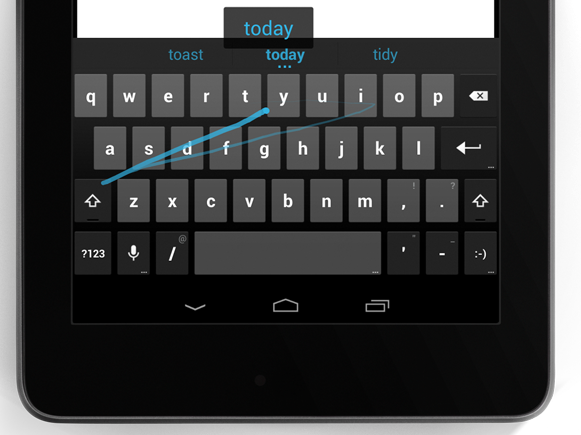 today
toast today tidy
q w e r t y u i o p
a s d f g h j k l
! ?
z x c v b n m , .
@ " _
?123 / ' - :-)